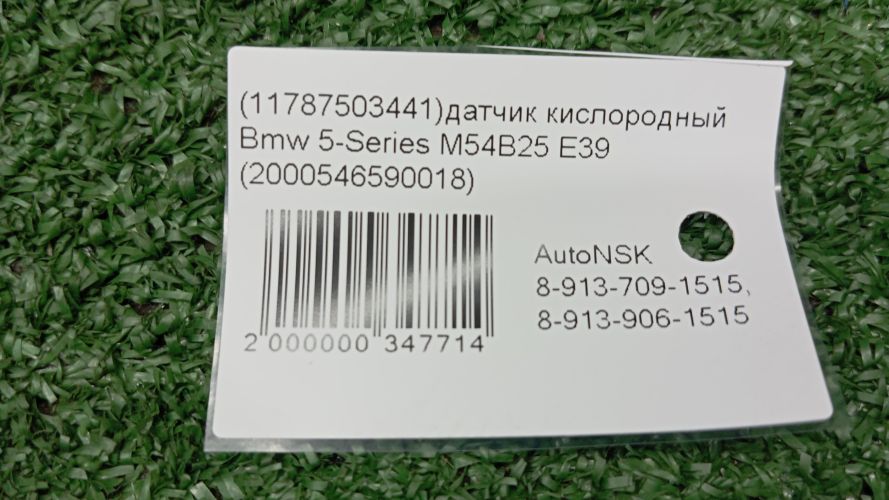 (11787503441)датчик кислородный
Bmw 5-Series M54B25 E39
(2000546590018)
AutoNSK
8-913-709-1515,
8-913-906-1515
2 000000 347714